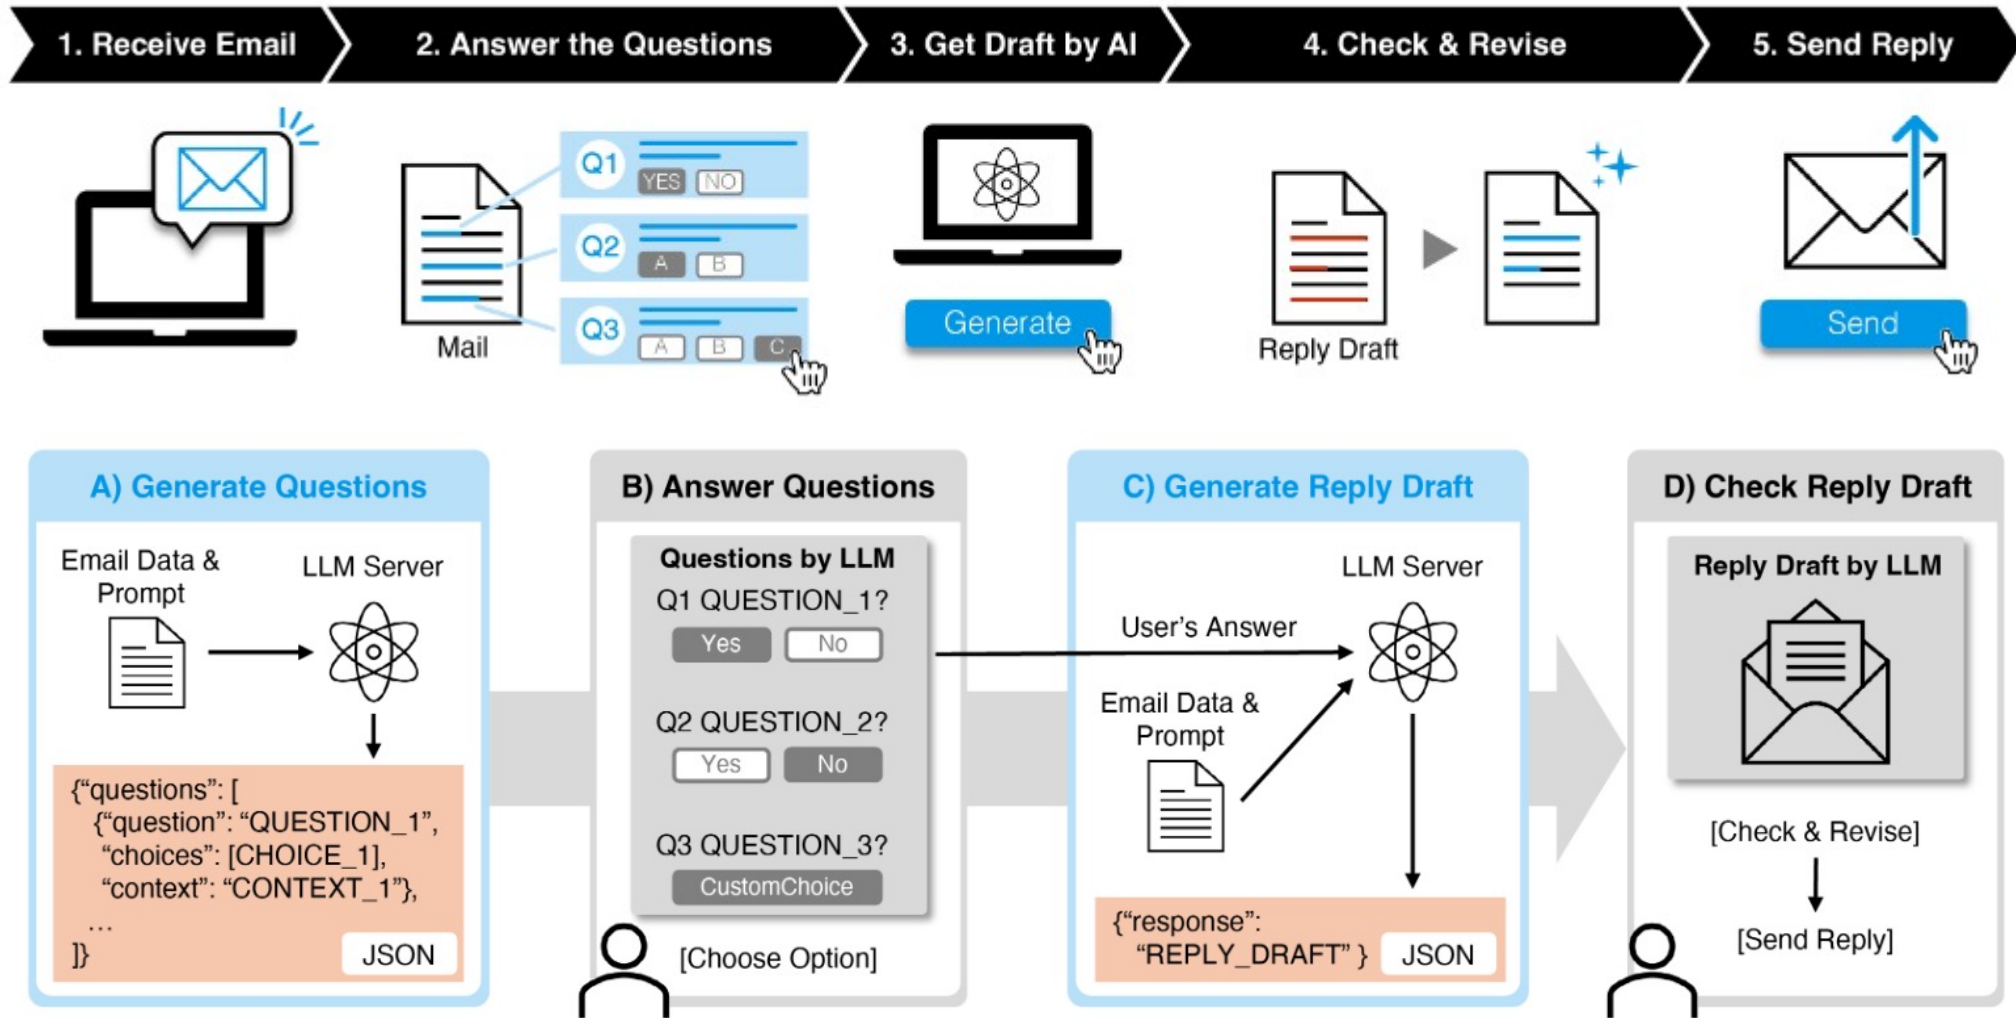 1. Receive Email
2. Answer the Questions
3. Get Draft by AI
4. Check & Revise
5. Send Reply
Q1
YES
NO
Q2
A
B
Q3
A
B
C
Mail
Generate
Reply Draft
Send
A) Generate Questions
Email Data &
Prompt
LLM Server
{“questions”: [
{“question”: “QUESTION_1”,
“choices”: [CHOICE_1],
“context”: “CONTEXT_1”},
...
]}
JSON
B) Answer Questions
Questions by LLM
Q1 QUESTION_1?
Yes
No
Q2 QUESTION_2?
Yes
No
Q3 QUESTION_3?
CustomChoice
[Choose Option]
C) Generate Reply Draft
LLM Server
User’s Answer
Email Data &
Prompt
{“response”:
“REPLY_DRAFT” }
JSON
D) Check Reply Draft
Reply Draft by LLM
[Check & Revise]
[Send Reply]